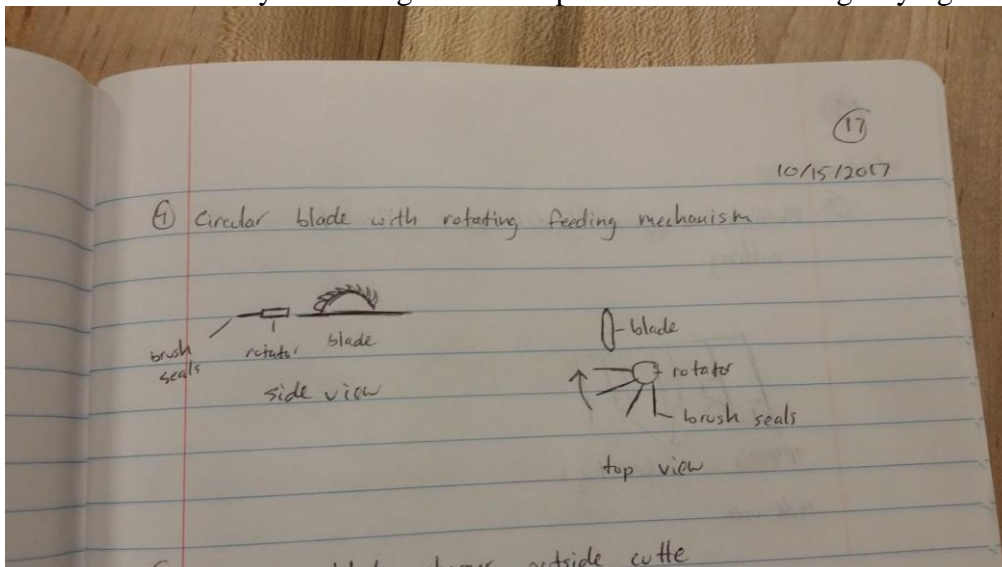 17
10/15/2017
Circular blade with rotating feeding mechanism
brush seals
rotator
blade
side view
blade
rotator
brush seals
top view
outside cutte